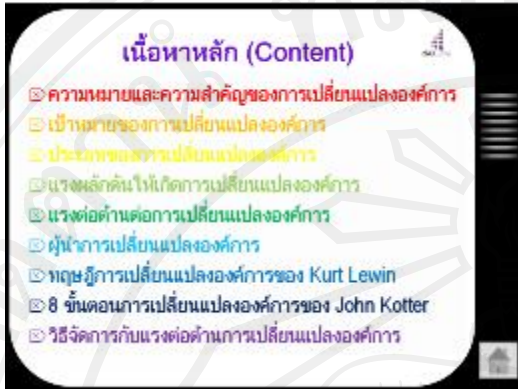 เนื้อหาหลัก (Content)
ความหมายและความสำคัญของการเปลี่ยนแปลงองค์การ
เป้าหมายของการเปลี่ยนแปลงองค์การ
ประเภทของการเปลี่ยนแปลงองค์การ
แรงผลักดันให้เกิดการเปลี่ยนแปลงองค์การ
แรงต่อต้านต่อการเปลี่ยนแปลงองค์การ
ผู้นำการเปลี่ยนแปลงองค์การ
ทฤษฎีการเปลี่ยนแปลงองค์การของ Kurt Lewin
8 ขั้นตอนการเปลี่ยนแปลงองค์การของ John Kotter
วิธีจัดการกับแรงต่อต้านการเปลี่ยนแปลงองค์การ